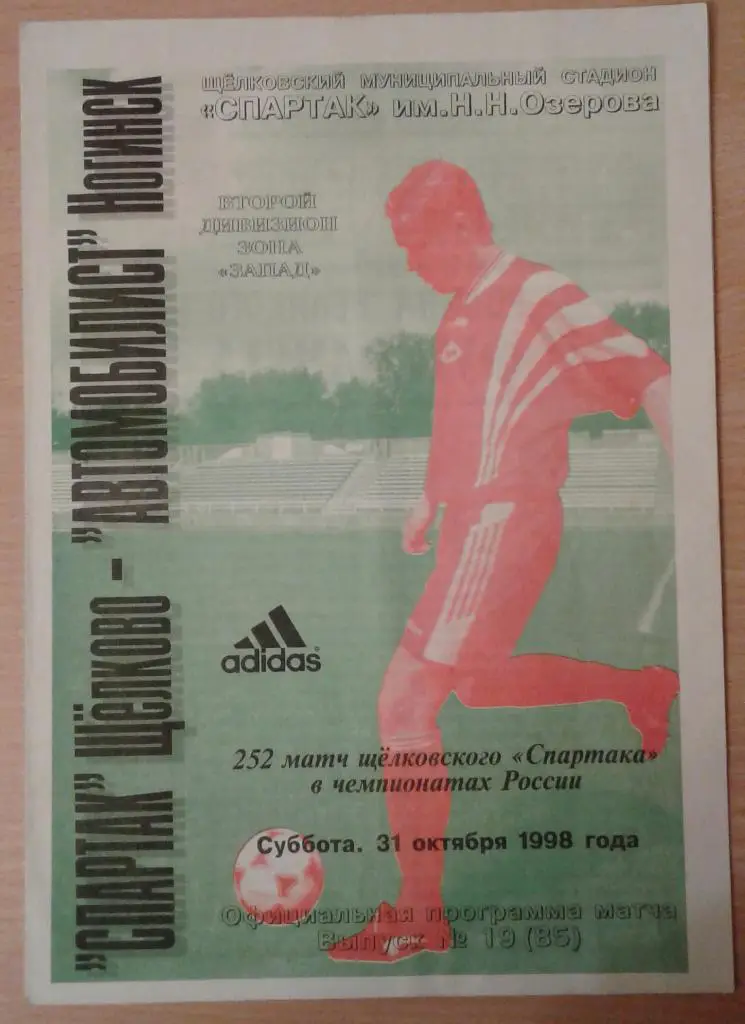 ЩЁЛКОВСКИЙ МУНИЦИПАЛЬНЫЙ СТАДИОН
«СПАРТАК» им. Н.Н.Озерова
ВТОРОЙ
ДИВИЗИОН
ЗОНА
«ЗАПАД»
"СПАРТАК" ЩЁЛКОВО – "АВТОМОБИЛИСТ" НОГИНСК
adidas®
252 матч щёлковского «Спартака»
в чемпионатах России
Суббота. 31 октября 1998 года
Официальная программа матча
Выпуск № 19 (85)